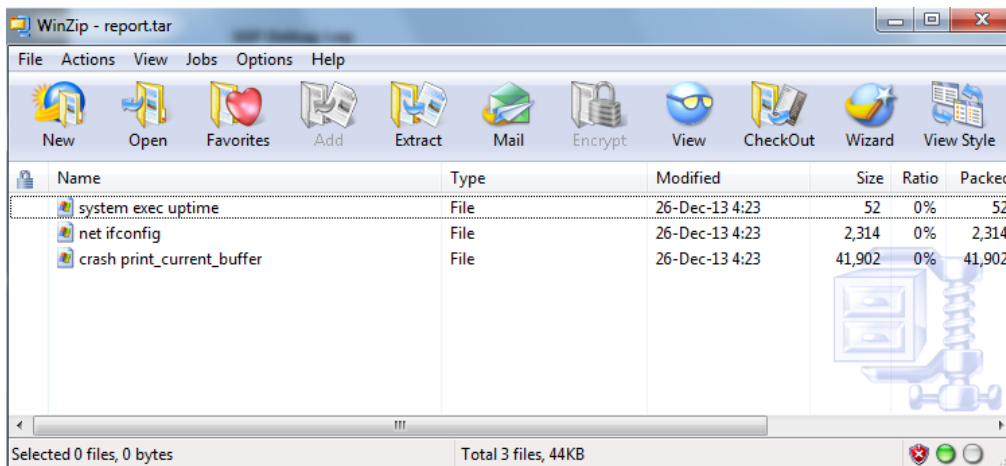 WinZip - report.tar
File Actions View Jobs Options Help
New Open Favorites Add Extract Mail Encrypt View CheckOut Wizard View Style
Name Type Modified Size Ratio Packed
system exec uptime File 26-Dec-13 4:23 52 0% 52
net ifconfig File 26-Dec-13 4:23 2,314 0% 2,314
crash print_current_buffer File 26-Dec-13 4:23 41,902 0% 41,902
Selected 0 files, 0 bytes Total 3 files, 44KB